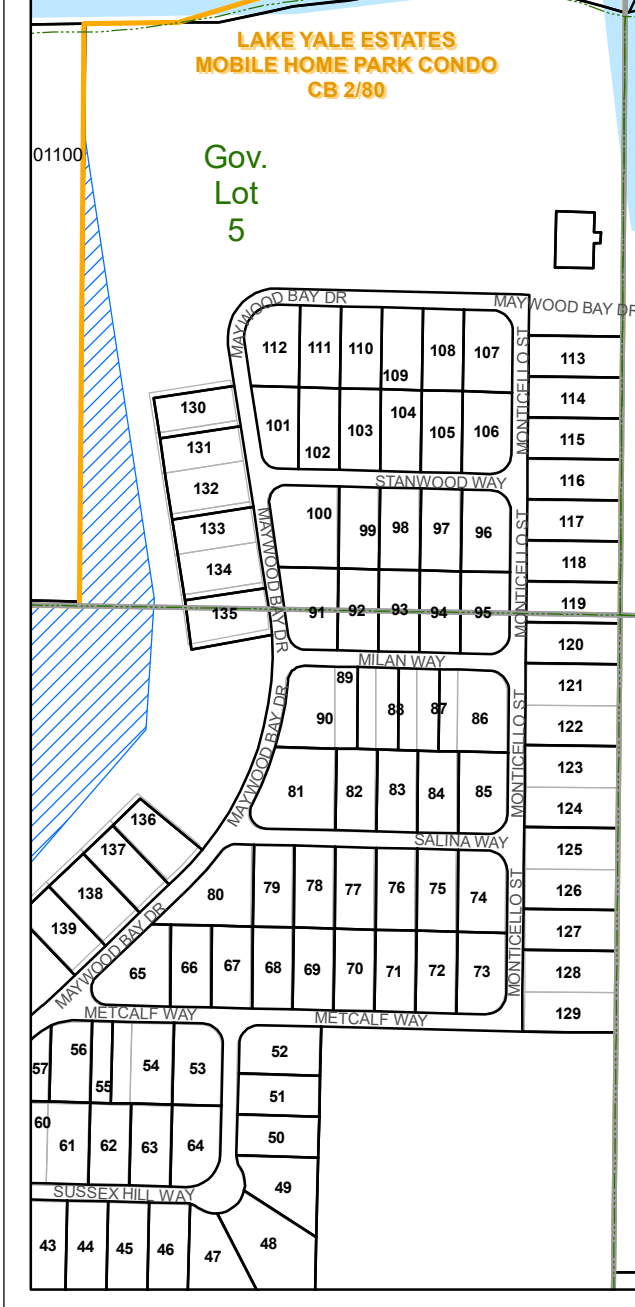 LAKE YALE ESTATES
MOBILE HOME PARK CONDO
CB 2/80
01100
Gov.
Lot
5
MAYWOOD BAY DR
MAYWOOD BAY DR
112 111 110 109 108 107
MONTICELLO ST
113
114
115
116
117
118
119
120
121
122
123
124
125
126
127
128
129
130
131
132
133
134
135
101 102 103 104 105 106
STANWOOD WAY
MAYWOOD BAY DR
100 99 98 97 96
MONTICELLO ST
91 92 93 94 95
MILAN WAY
MAYWOOD BAY DR
90 89 88 87 86
MONTICELLO ST
81 82 83 84 85
SALINA WAY
136
137
138
139
MAYWOOD BAY DR
80 79 78 77 76 75 74
MONTICELLO ST
65 66 67 68 69 70 71 72 73
METCALF WAY
METCALF WAY
57 56 55 54 53
52
51
50
49
48
60 61 62 63 64
SUSSEX HILL WAY
43 44 45 46 47